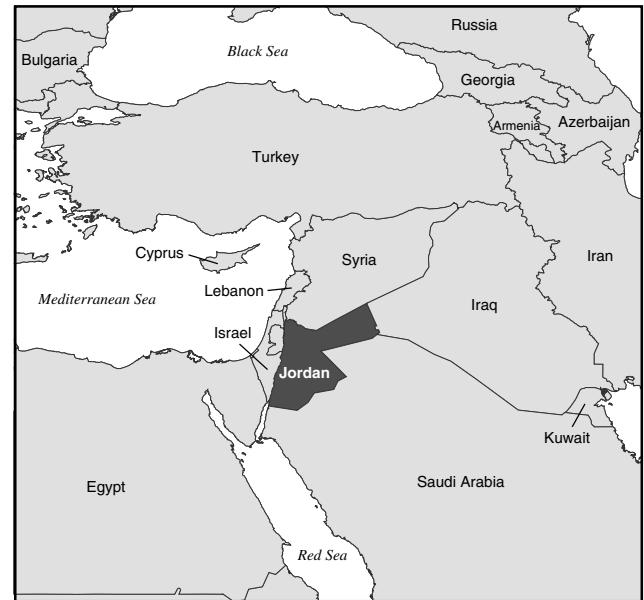 Russia
Black Sea
Bulgaria
Georgia
Armenia
Azerbaijan
Turkey
Cyprus
Syria
Iran
Lebanon
Mediterranean Sea
Iraq
Israel
Jordan
Kuwait
Egypt
Saudi Arabia
Red Sea